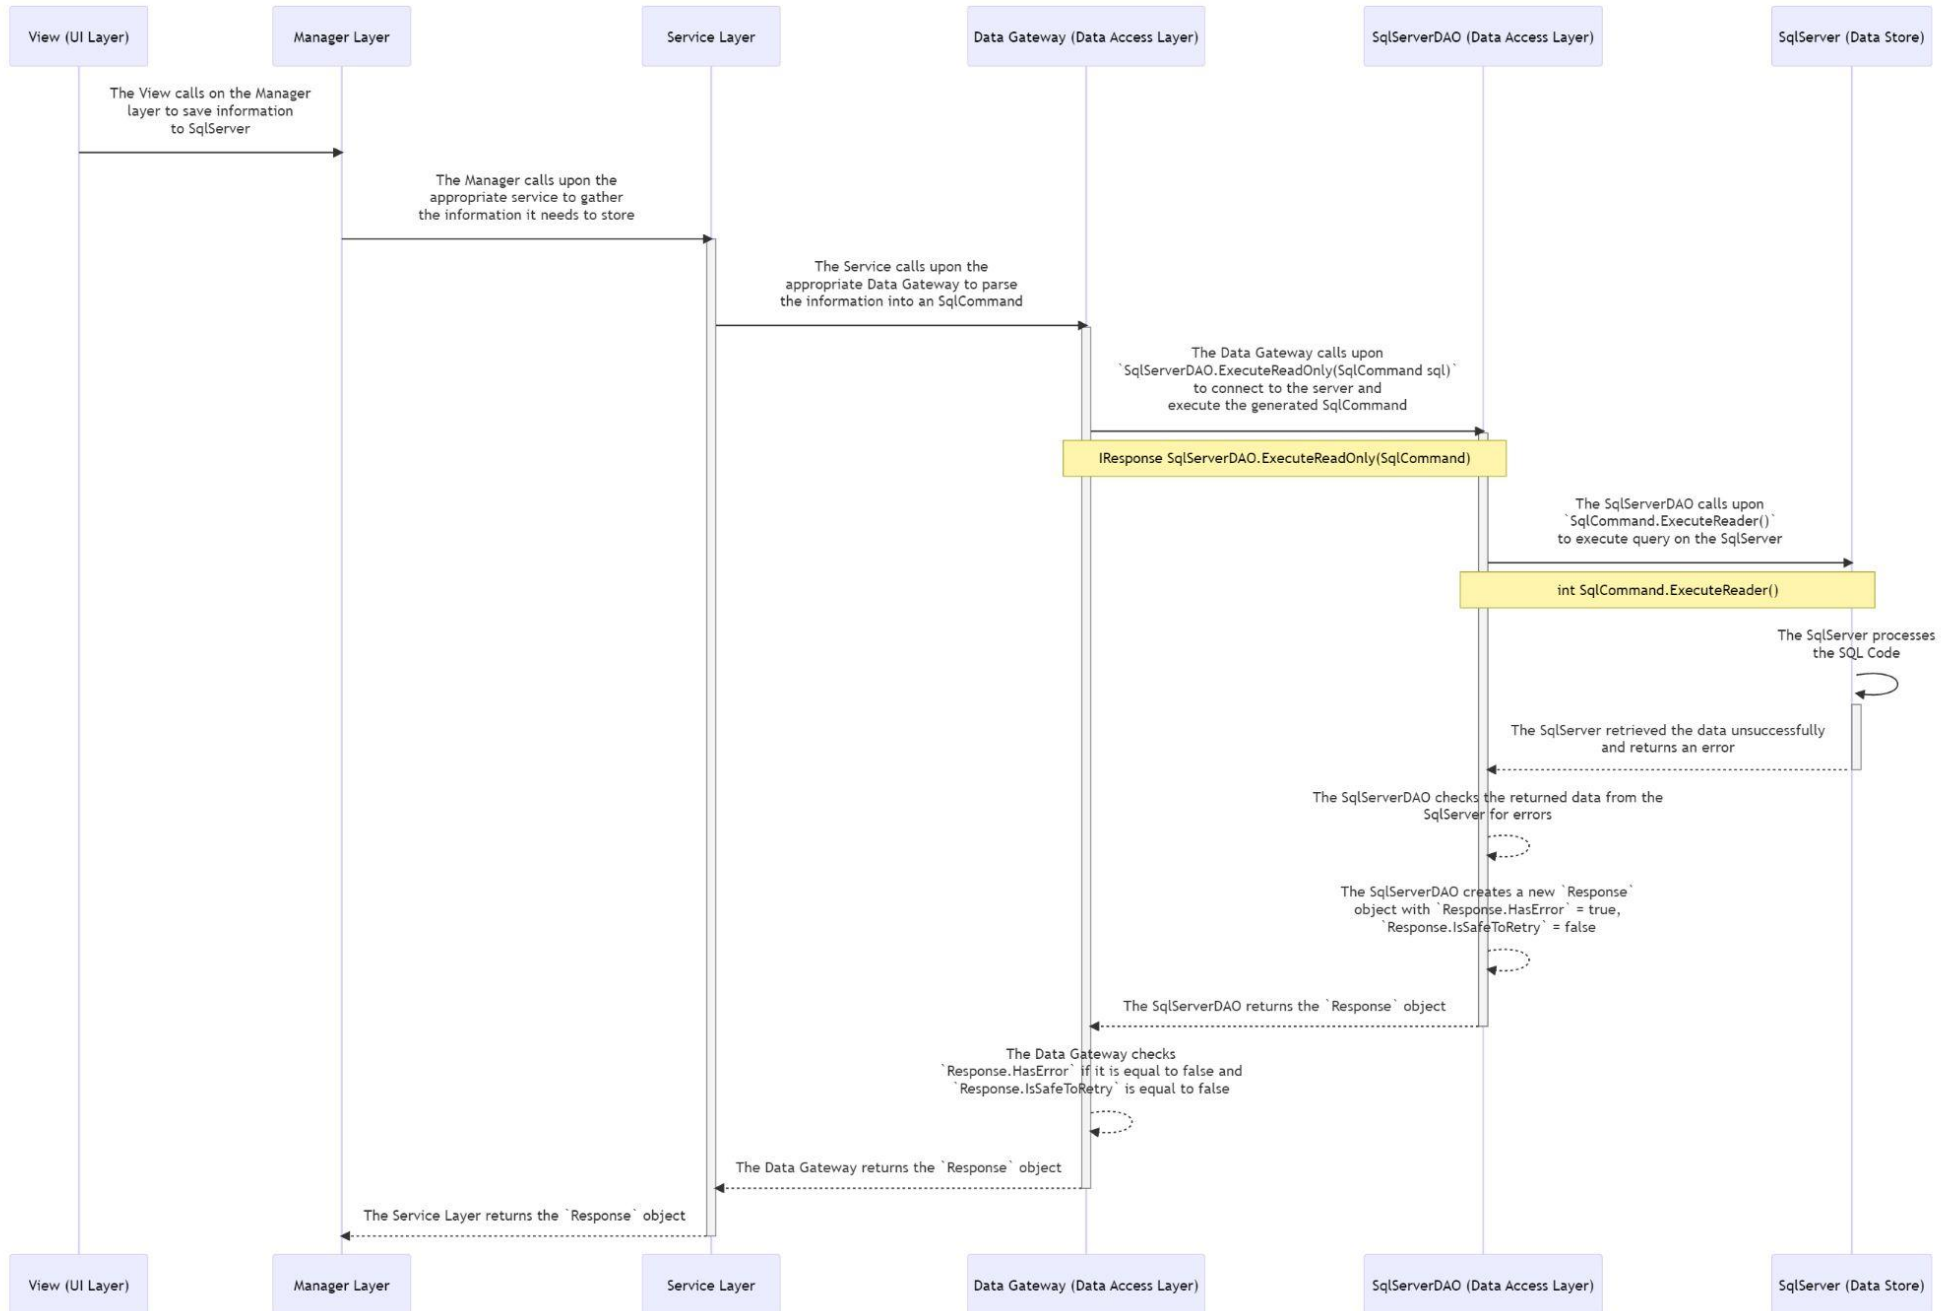 View (UI Layer)
Manager Layer
Service Layer
Data Gateway (Data Access Layer)
SqlServerDAO (Data Access Layer)
SqlServer (Data Store)
The View calls on the Manager
layer to save information
to SqlServer
The Manager calls upon the
appropriate service to gather
the information it needs to store
The Service calls upon the
appropriate Data Gateway to parse
the information into an SqlCommand
The Data Gateway calls upon
`SqlServerDAO.ExecuteReadOnly(SqlCommand sql)`
to connect to the server and
execute the generated SqlCommand
IResponse SqlServerDAO.ExecuteReadOnly(SqlCommand)
The SqlServerDAO calls upon
`SqlCommand.ExecuteReader()`
to execute query on the SqlServer
int SqlCommand.ExecuteReader()
The SqlServer processes
the SQL Code
The SqlServer retrieved the data unsuccessfully
and returns an error
The SqlServerDAO checks the returned data from the
SqlServer for errors
The SqlServerDAO creates a new `Response`
object with `Response.HasError` = true,
`Response.IsSafeToRetry` = false
The SqlServerDAO returns the `Response` object
The Data Gateway checks
`Response.HasError` if it is equal to false and
`Response.IsSafeToRetry` is equal to false
The Data Gateway returns the `Response` object
The Service Layer returns the `Response` object
View (UI Layer)
Manager Layer
Service Layer
Data Gateway (Data Access Layer)
SqlServerDAO (Data Access Layer)
SqlServer (Data Store)